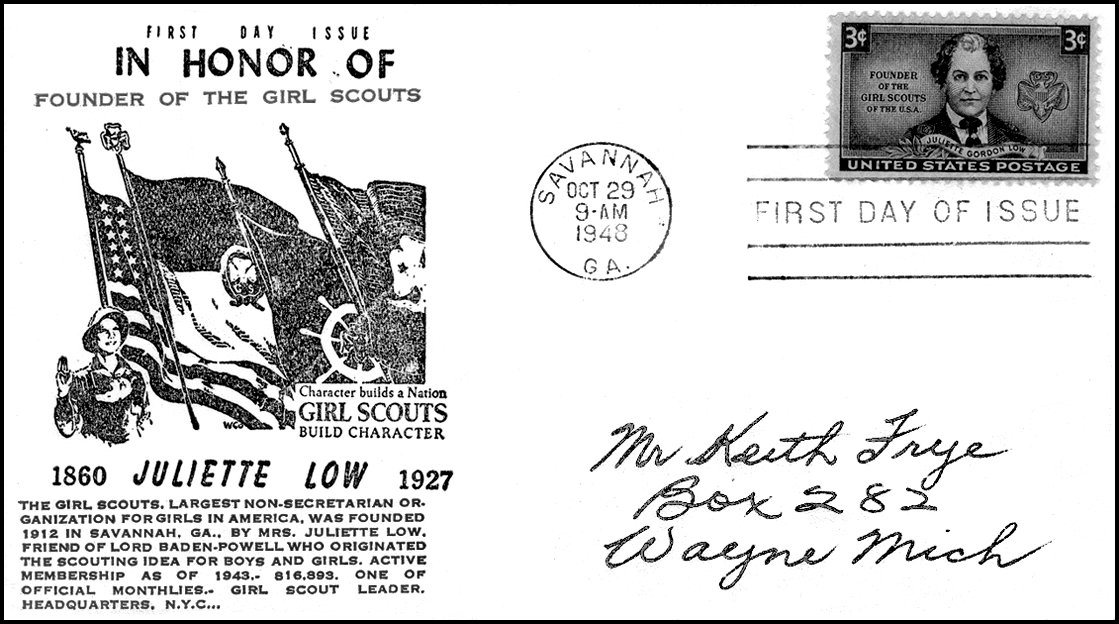 FIRST DAY ISSUE
IN HONOR OF
FOUNDER OF THE GIRL SCOUTS
Character builds a Nation
GIRL SCOUTS
BUILD CHARACTER
WCO
1860 JULIETTE LOW 1927
THE GIRL SCOUTS, LARGEST NON-SECRETARIAN OR-
GANIZATION FOR GIRLS IN AMERICA, WAS FOUNDED
1912 IN SAVANNAH, GA., BY MRS. JULIETTE LOW,
FRIEND OF LORD BADEN-POWELL WHO ORIGINATED
THE SCOUTING IDEA FOR BOYS AND GIRLS. ACTIVE
MEMBERSHIP AS OF 1943,- 816,893. ONE OF
OFFICIAL MONTHLIES,- GIRL SCOUT LEADER.
HEADQUARTERS, N.Y.C...
SAVANNAH
OCT 29
9-AM
1948
GA.
3¢
3¢
FOUNDER
OF THE
GIRL SCOUTS
OF THE U.S.A.
JULIETTE GORDON LOW
UNITED STATES POSTAGE
FIRST DAY OF ISSUE
Mr Keith Frye
Box 282
Wayne Mich